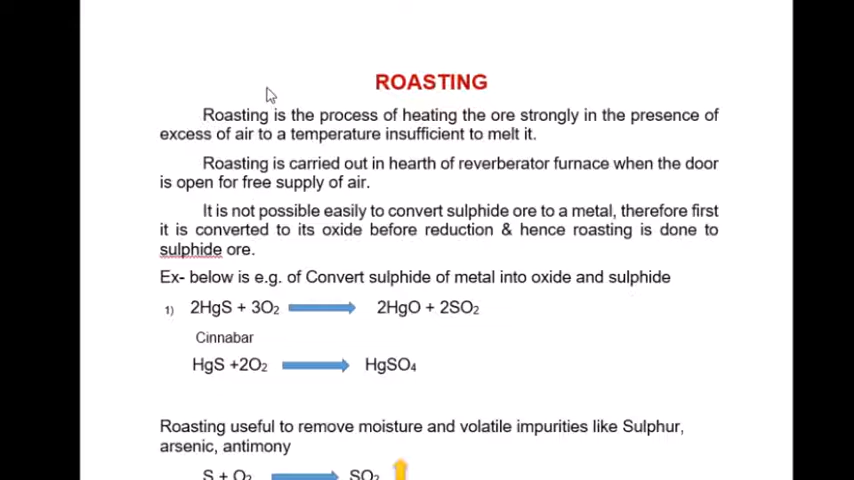 ROASTING
Roasting is the process of heating the ore strongly in the presence of
excess of air to a temperature insufficient to melt it.
Roasting is carried out in hearth of reverberator furnace when the door
is open for free supply of air.
It is not possible easily to convert sulphide ore to a metal, therefore first
it is converted to its oxide before reduction & hence roasting is done to
sulphide ore.
Ex- below is e.g. of Convert sulphide of metal into oxide and sulphide
1) 2HgS + 3O₂ → 2HgO + 2SO₂
Cinnabar
HgS +2O₂ → HgSO₄
Roasting useful to remove moisture and volatile impurities like Sulphur,
arsenic, antimony
S + O₂ → SO₂